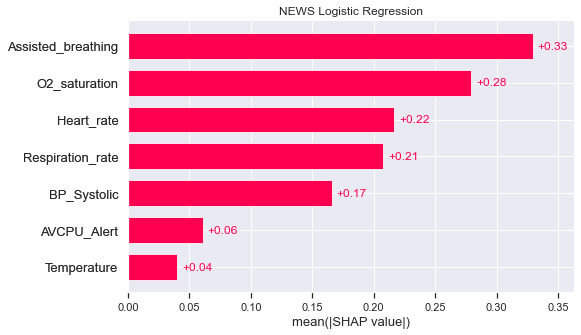 NEWS Logistic Regression
Assisted_breathing +0.33
O2_saturation +0.28
Heart_rate +0.22
Respiration_rate +0.21
BP_Systolic +0.17
AVCPU_Alert +0.06
Temperature +0.04
0.00 0.05 0.10 0.15 0.20 0.25 0.30 0.35
mean(|SHAP value|)